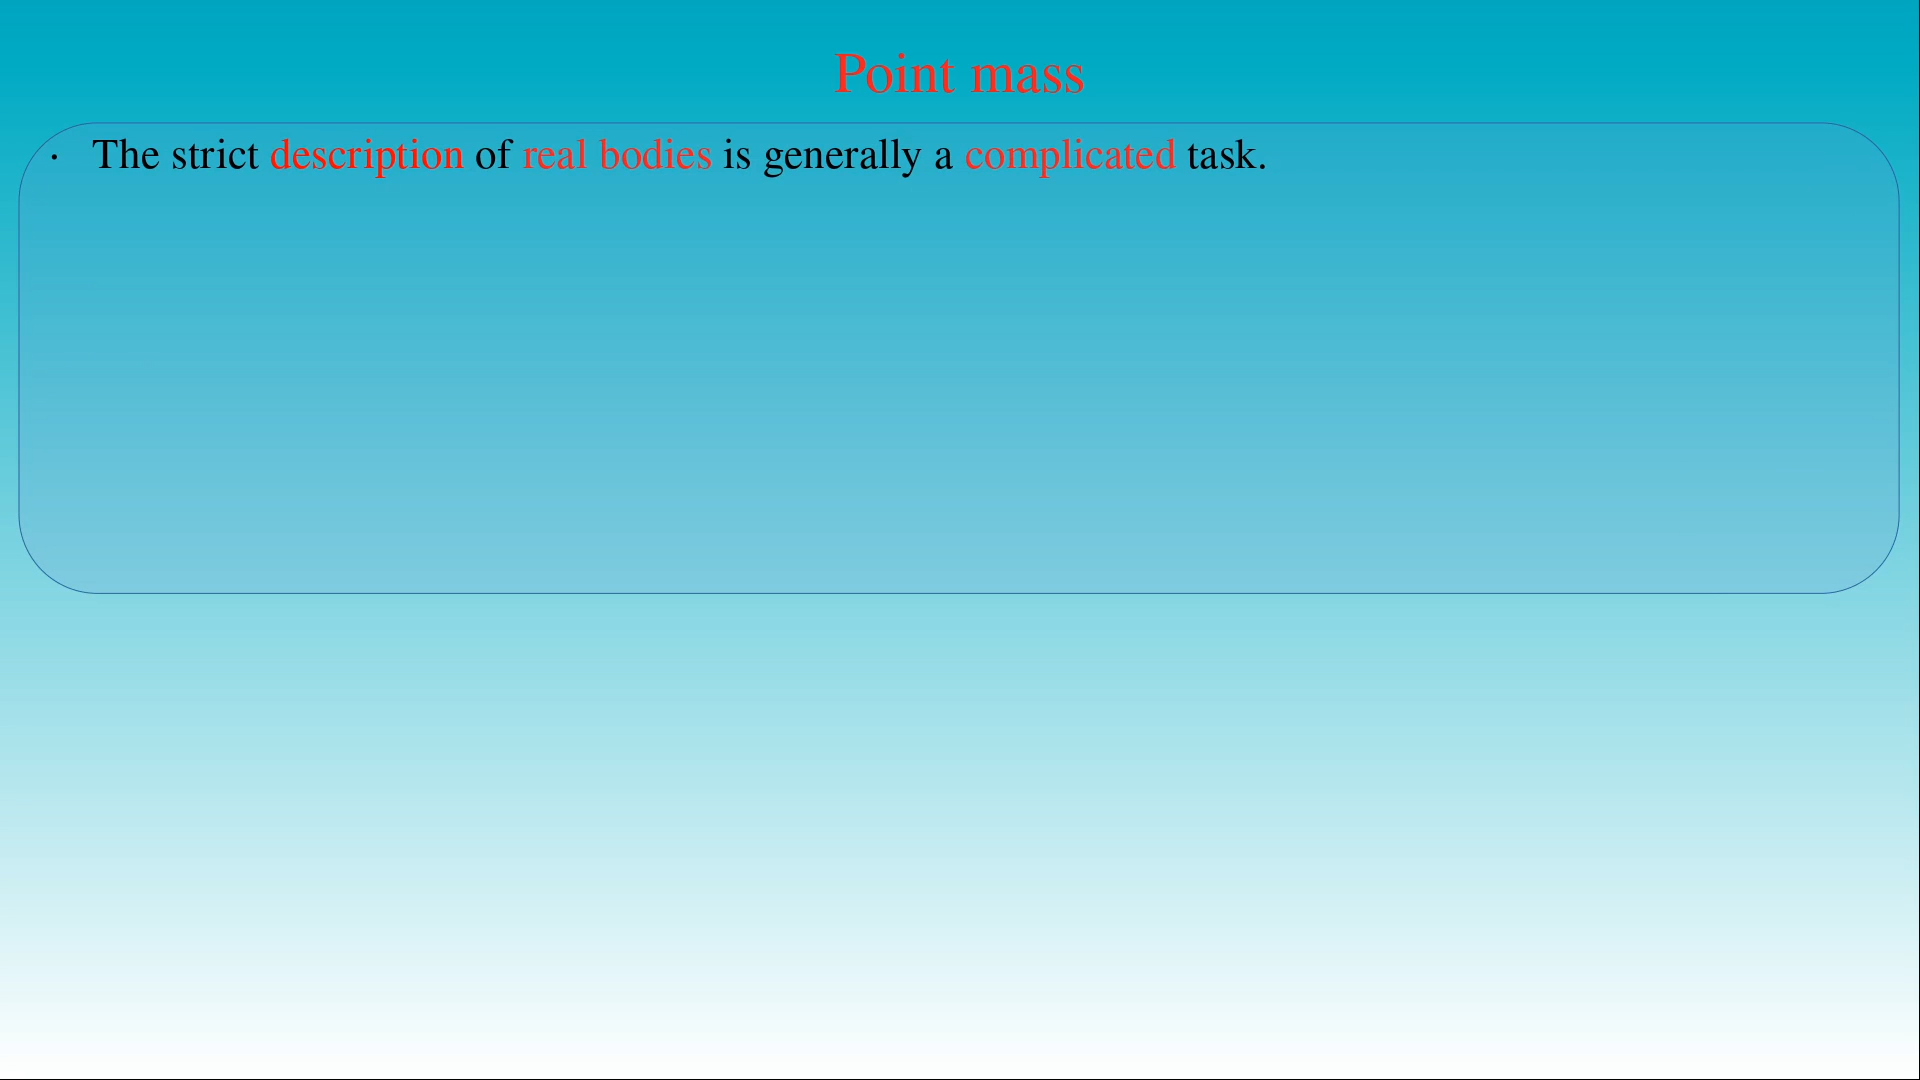 Point mass
· The strict description of real bodies is generally a complicated task.